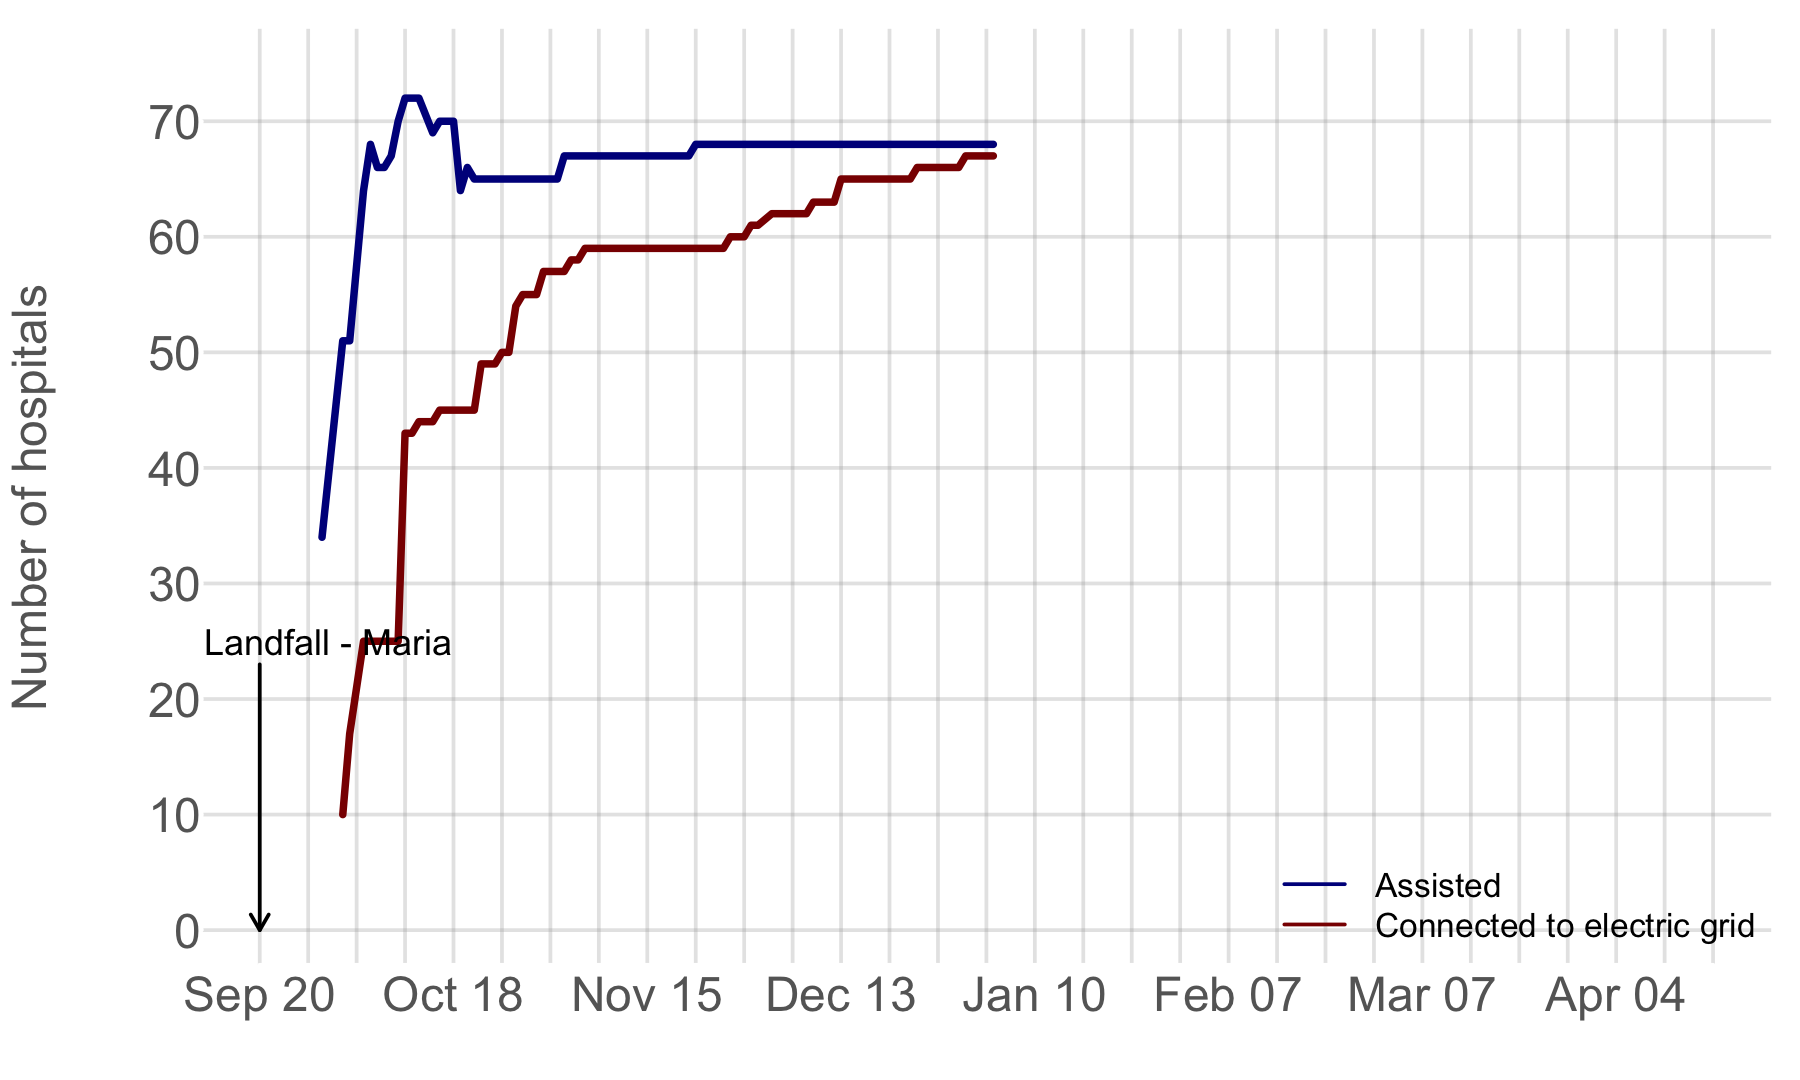 Number of hospitals
70
60
50
40
30
20
10
0
Landfall - Maria
Assisted
Connected to electric grid
Sep 20 Oct 18 Nov 15 Dec 13 Jan 10 Feb 07 Mar 07 Apr 04